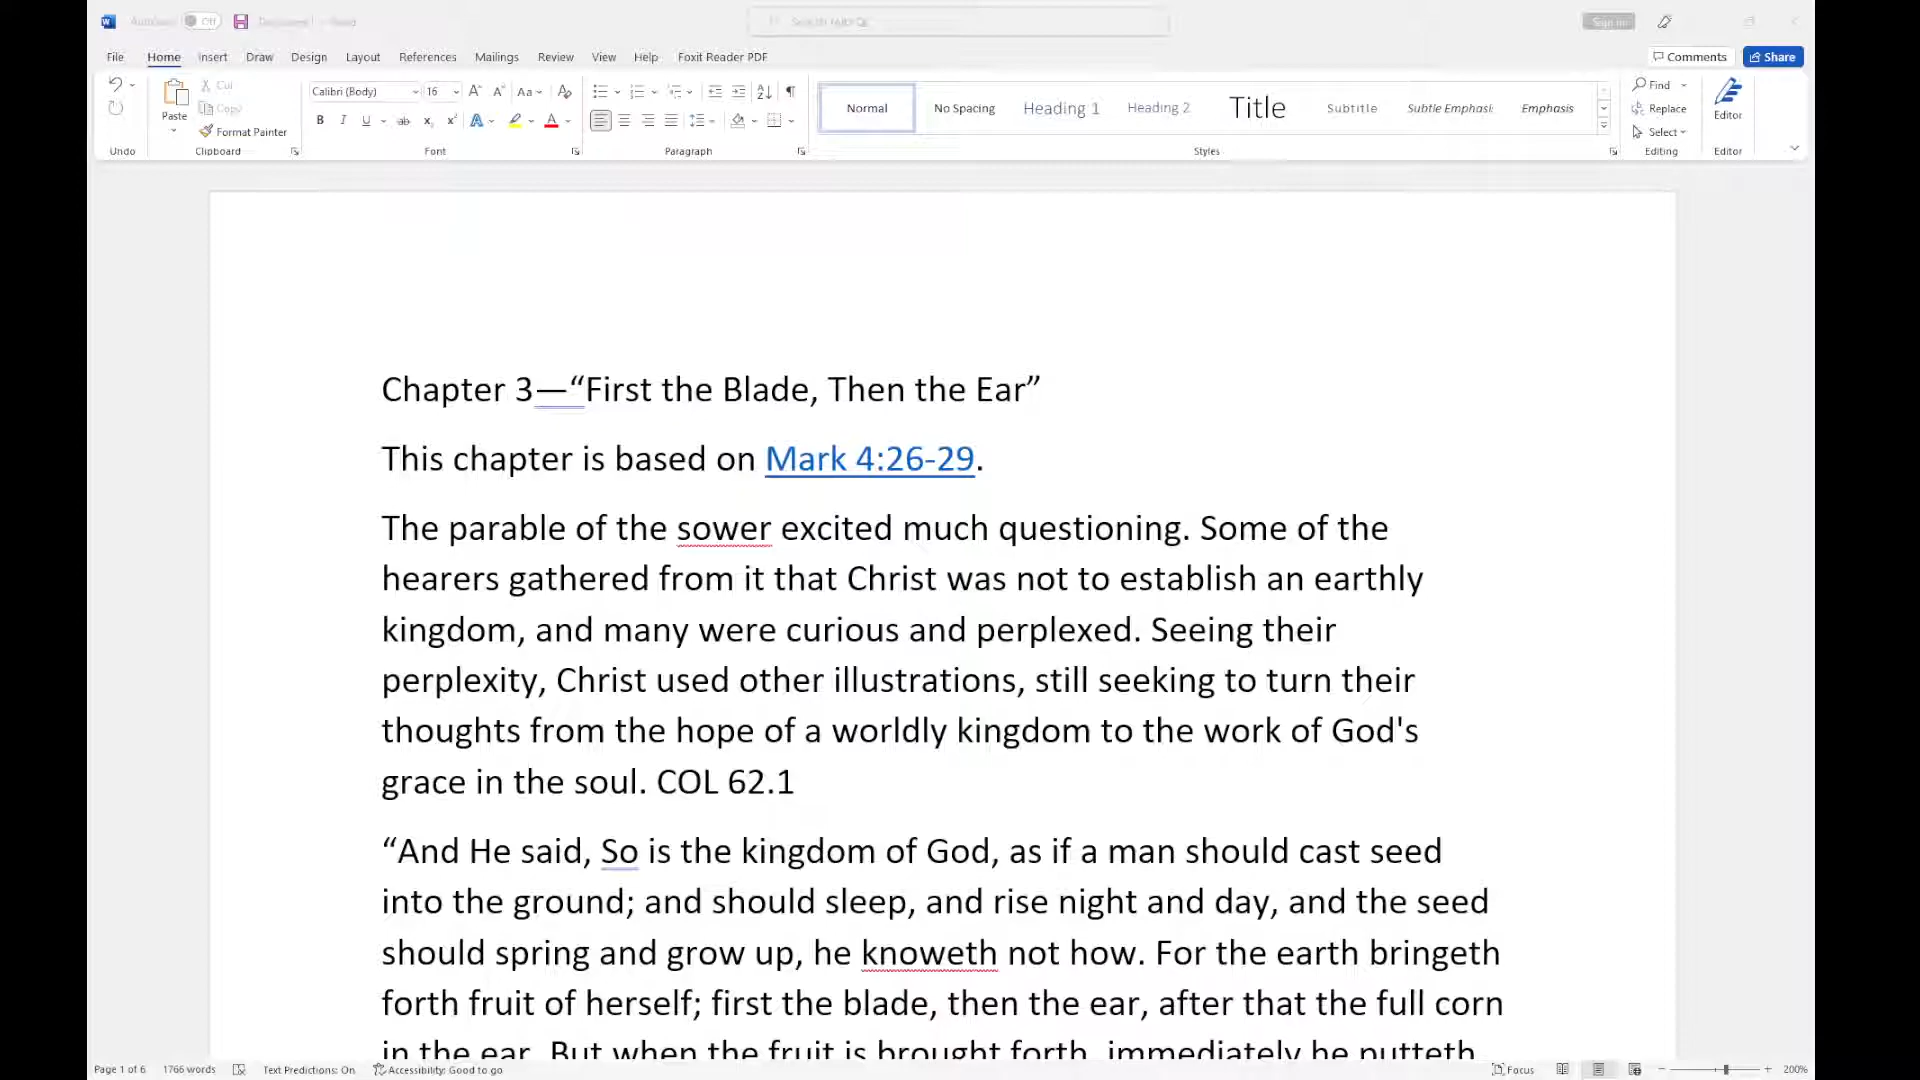 Off
Sign in
File Home Insert Draw Design Layout References Mailings Review View Help Foxit Reader PDF
Comments Share
Paste
Cut
Copy
Format Painter
Calibri (Body) 16
Normal No Spacing Heading 1 Heading 2 Title Subtitle Subtle Emphasi: Emphasis
Find
Replace
Select
Editor
Undo Clipboard Font Paragraph Styles Editing Editor
Chapter 3—“First the Blade, Then the Ear”
This chapter is based on Mark 4:26-29.
The parable of the sower excited much questioning. Some of the
hearers gathered from it that Christ was not to establish an earthly
kingdom, and many were curious and perplexed. Seeing their
perplexity, Christ used other illustrations, still seeking to turn their
thoughts from the hope of a worldly kingdom to the work of God's
grace in the soul. COL 62.1
“And He said, So is the kingdom of God, as if a man should cast seed
into the ground; and should sleep, and rise night and day, and the seed
should spring and grow up, he knoweth not how. For the earth bringeth
forth fruit of herself; first the blade, then the ear, after that the full corn
in the ear. But when the fruit is brought forth, immediately he putteth
Page 1 of 6 1766 words Text Predictions: On Accessibility: Good to go Focus 200%